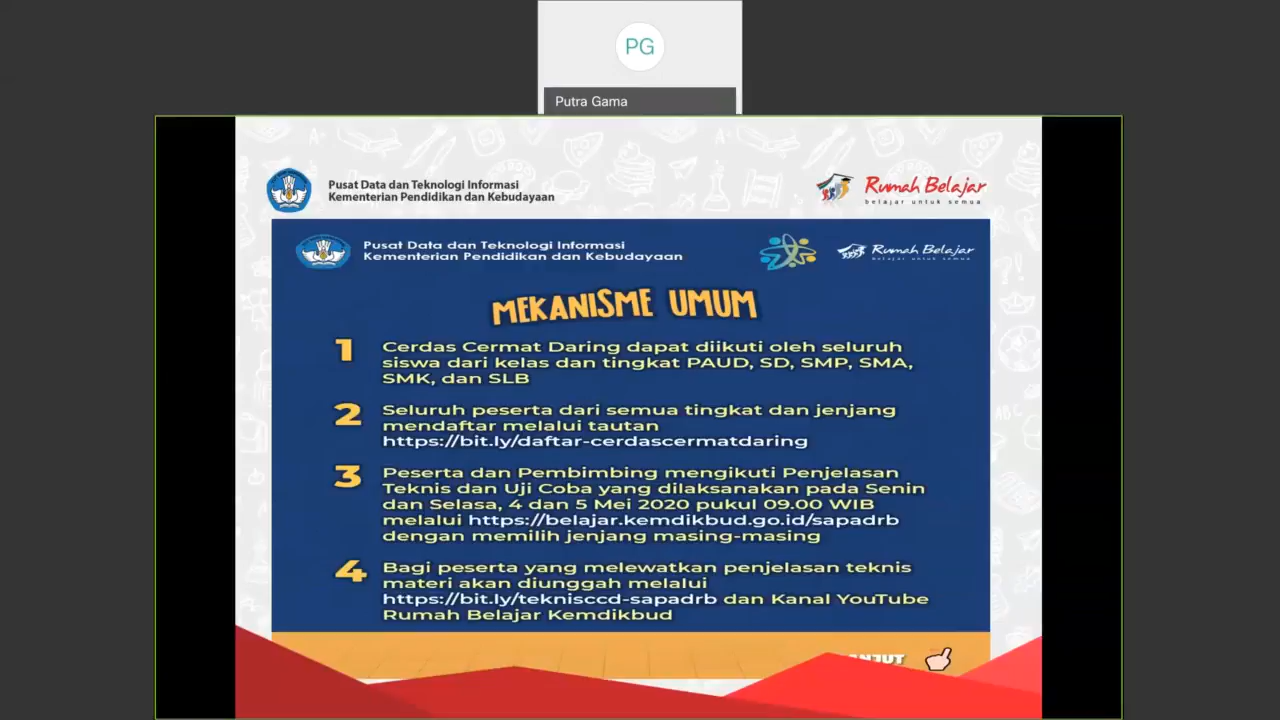 PG
Putra Gama
Pusat Data dan Teknologi Informasi
Kementerian Pendidikan dan Kebudayaan
Rumah Belajar
belajar untuk semua
Pusat Data dan Teknologi Informasi
Kementerian Pendidikan dan Kebudayaan
Rumah Belajar
belajar untuk semua
MEKANISME UMUM
1 Cerdas Cermat Daring dapat diikuti oleh seluruh
siswa dari kelas dan tingkat PAUD, SD, SMP, SMA,
SMK, dan SLB
2 Seluruh peserta dari semua tingkat dan jenjang
mendaftar melalui tautan
https://bit.ly/daftar-cerdascermatdaring
3 Peserta dan Pembimbing mengikuti Penjelasan
Teknis dan Uji Coba yang dilaksanakan pada Senin
dan Selasa, 4 dan 5 Mei 2020 pukul 09.00 WIB
melalui https://belajar.kemdikbud.go.id/sapadrb
dengan memilih jenjang masing-masing
4 Bagi peserta yang melewatkan penjelasan teknis
materi akan diunggah melalui
https://bit.ly/teknisccd-sapadrb dan Kanal YouTube
Rumah Belajar Kemdikbud